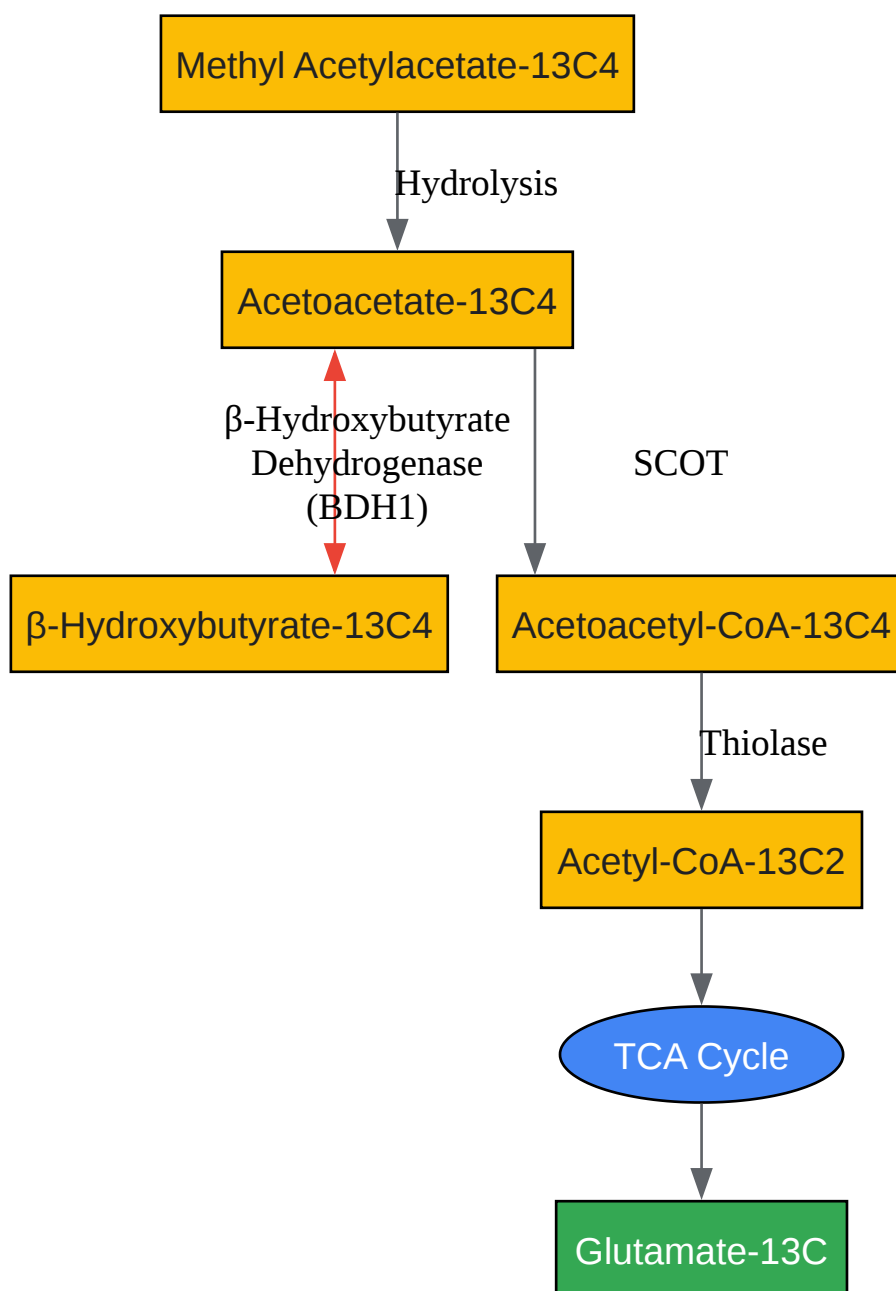 Methyl Acetylacetate-13C4
Hydrolysis
Acetoacetate-13C4
β-Hydroxybutyrate
Dehydrogenase
(BDH1)
SCOT
β-Hydroxybutyrate-13C4
Acetoacetyl-CoA-13C4
Thiolase
Acetyl-CoA-13C2
TCA Cycle
Glutamate-13C